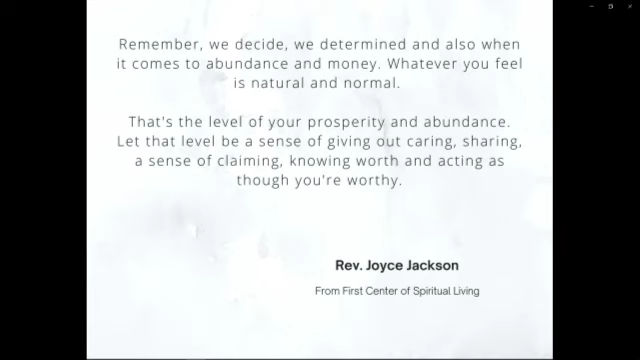 Remember, we decide, we determined and also when
it comes to abundance and money. Whatever you feel
is natural and normal.
That's the level of your prosperity and abundance.
Let that level be a sense of giving out caring, sharing,
a sense of claiming, knowing worth and acting as
though you're worthy.
Rev. Joyce Jackson
From First Center of Spiritual Living